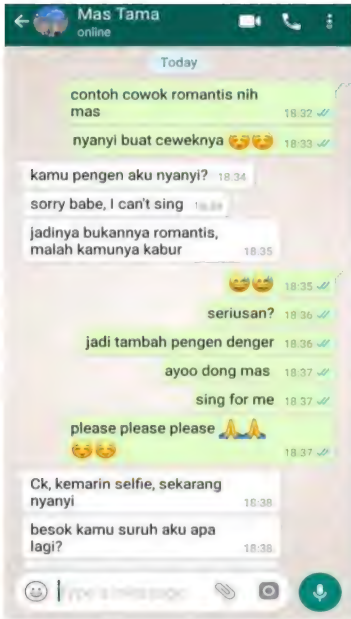 Mas Tama
online
Today
contoh cowok romantis nih
mas
18:32
nyanyi buat ceweknya 😚😚 18:33
kamu pengen aku nyanyi? 18:34
sorry babe, I can't sing
jadinya bukannya romantis,
malah kamunya kabur 18:35
😅😅 18:35
seriusan? 18:36
jadi tambah pengen denger 18:36
ayoo dong mas 18:37
sing for me 18:37
please please please 🙏🙏
😚😚 18:37
Ck, kemarin selfie, sekarang
nyanyi 18:38
besok kamu suruh aku apa
lagi? 18:38
Type a message